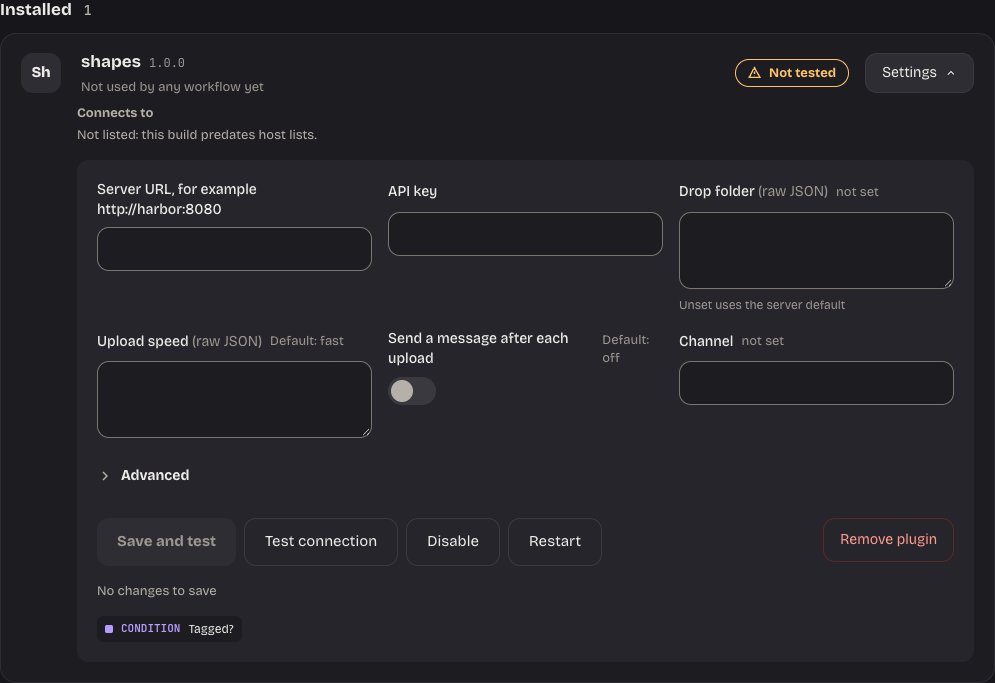 Installed 1
Sh
shapes 1.0.0
Not used by any workflow yet
Not tested
Settings
Connects to
Not listed: this build predates host lists.
Server URL, for example
http://harbor:8080
API key
Drop folder (raw JSON) not set
Unset uses the server default
Upload speed (raw JSON) Default: fast
Send a message after each
upload
Default:
off
Channel not set
Advanced
Save and test
Test connection
Disable
Restart
Remove plugin
No changes to save
CONDITION Tagged?